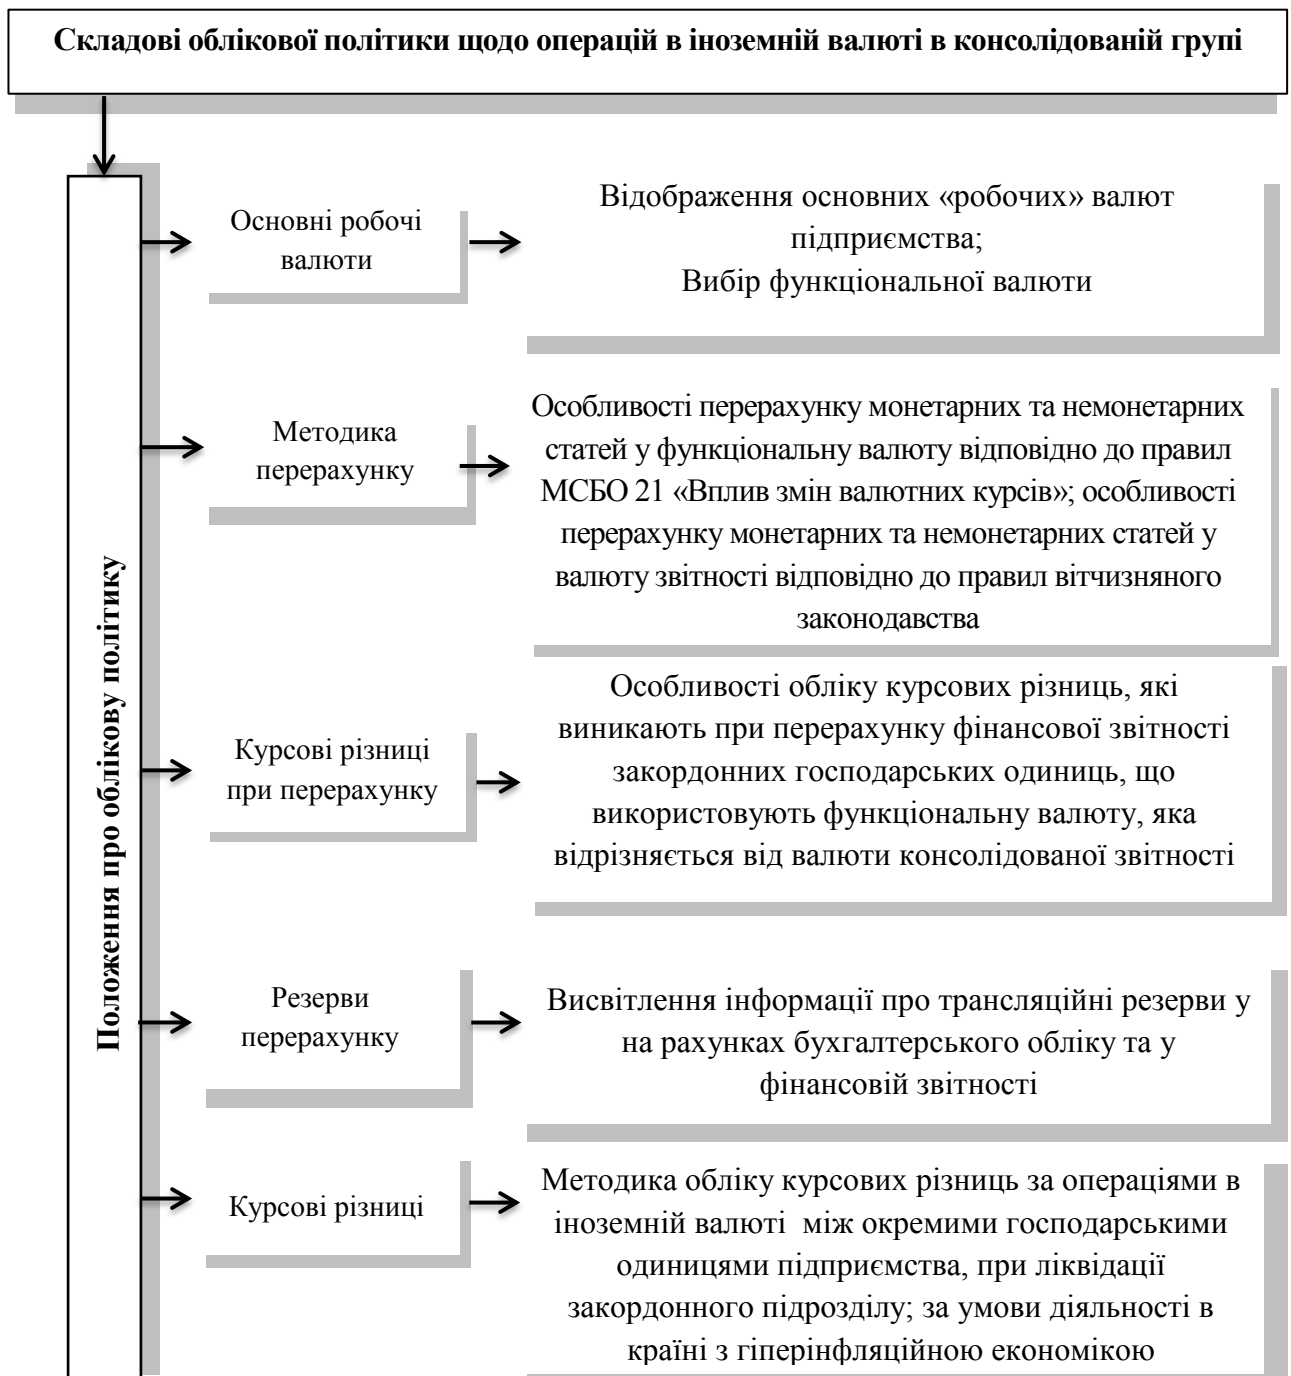 Складові облікової політики щодо операцій в іноземній валюті в консолідованій групі
Положення про облікову політику
Основні робочі
валюти
Відображення основних «робочих» валют
підприємства;
Вибір функціональної валюти
Методика
перерахунку
Особливості перерахунку монетарних та немонетарних
статей у функціональну валюту відповідно до правил
МСБО 21 «Вплив змін валютних курсів»; особливості
перерахунку монетарних та немонетарних статей у
валюту звітності відповідно до правил вітчизняного
законодавства
Курсові різниці
при перерахунку
Особливості обліку курсових різниць, які
виникають при перерахунку фінансової звітності
закордонних господарських одиниць, що
використовують функціональну валюту, яка
відрізняється від валюти консолідованої звітності
Резерви
перерахунку
Висвітлення інформації про трансляційні резерви у
на рахунках бухгалтерського обліку та у
фінансовій звітності
Курсові різниці
Методика обліку курсових різниць за операціями в
іноземній валюті  між окремими господарськими
одиницями підприємства, при ліквідації
закордонного підрозділу; за умови діяльності в
країні з гіперінфляційною економікою